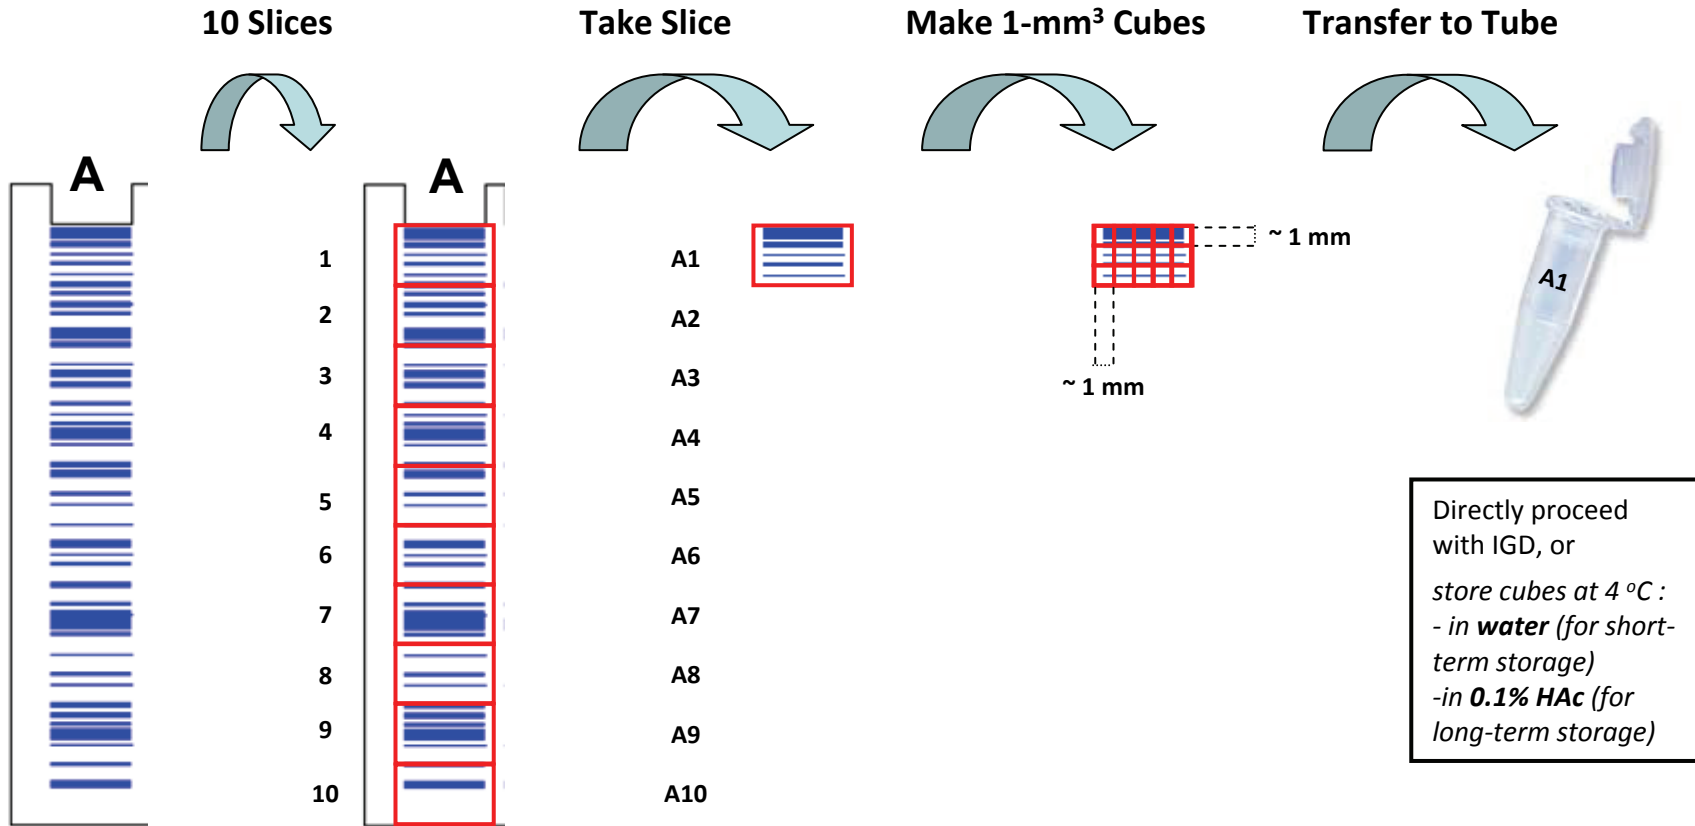 10 Slices
Take Slice
Make 1-mm³ Cubes
Transfer to Tube
A
A
1
2
3
4
5
6
7
8
9
10
A1
A2
A3
A4
A5
A6
A7
A8
A9
A10
~ 1 mm
~ 1 mm
A1
Directly proceed
with IGD, or
store cubes at 4 ºC :
- in water (for short-
term storage)
-in 0.1% HAc (for
long-term storage)